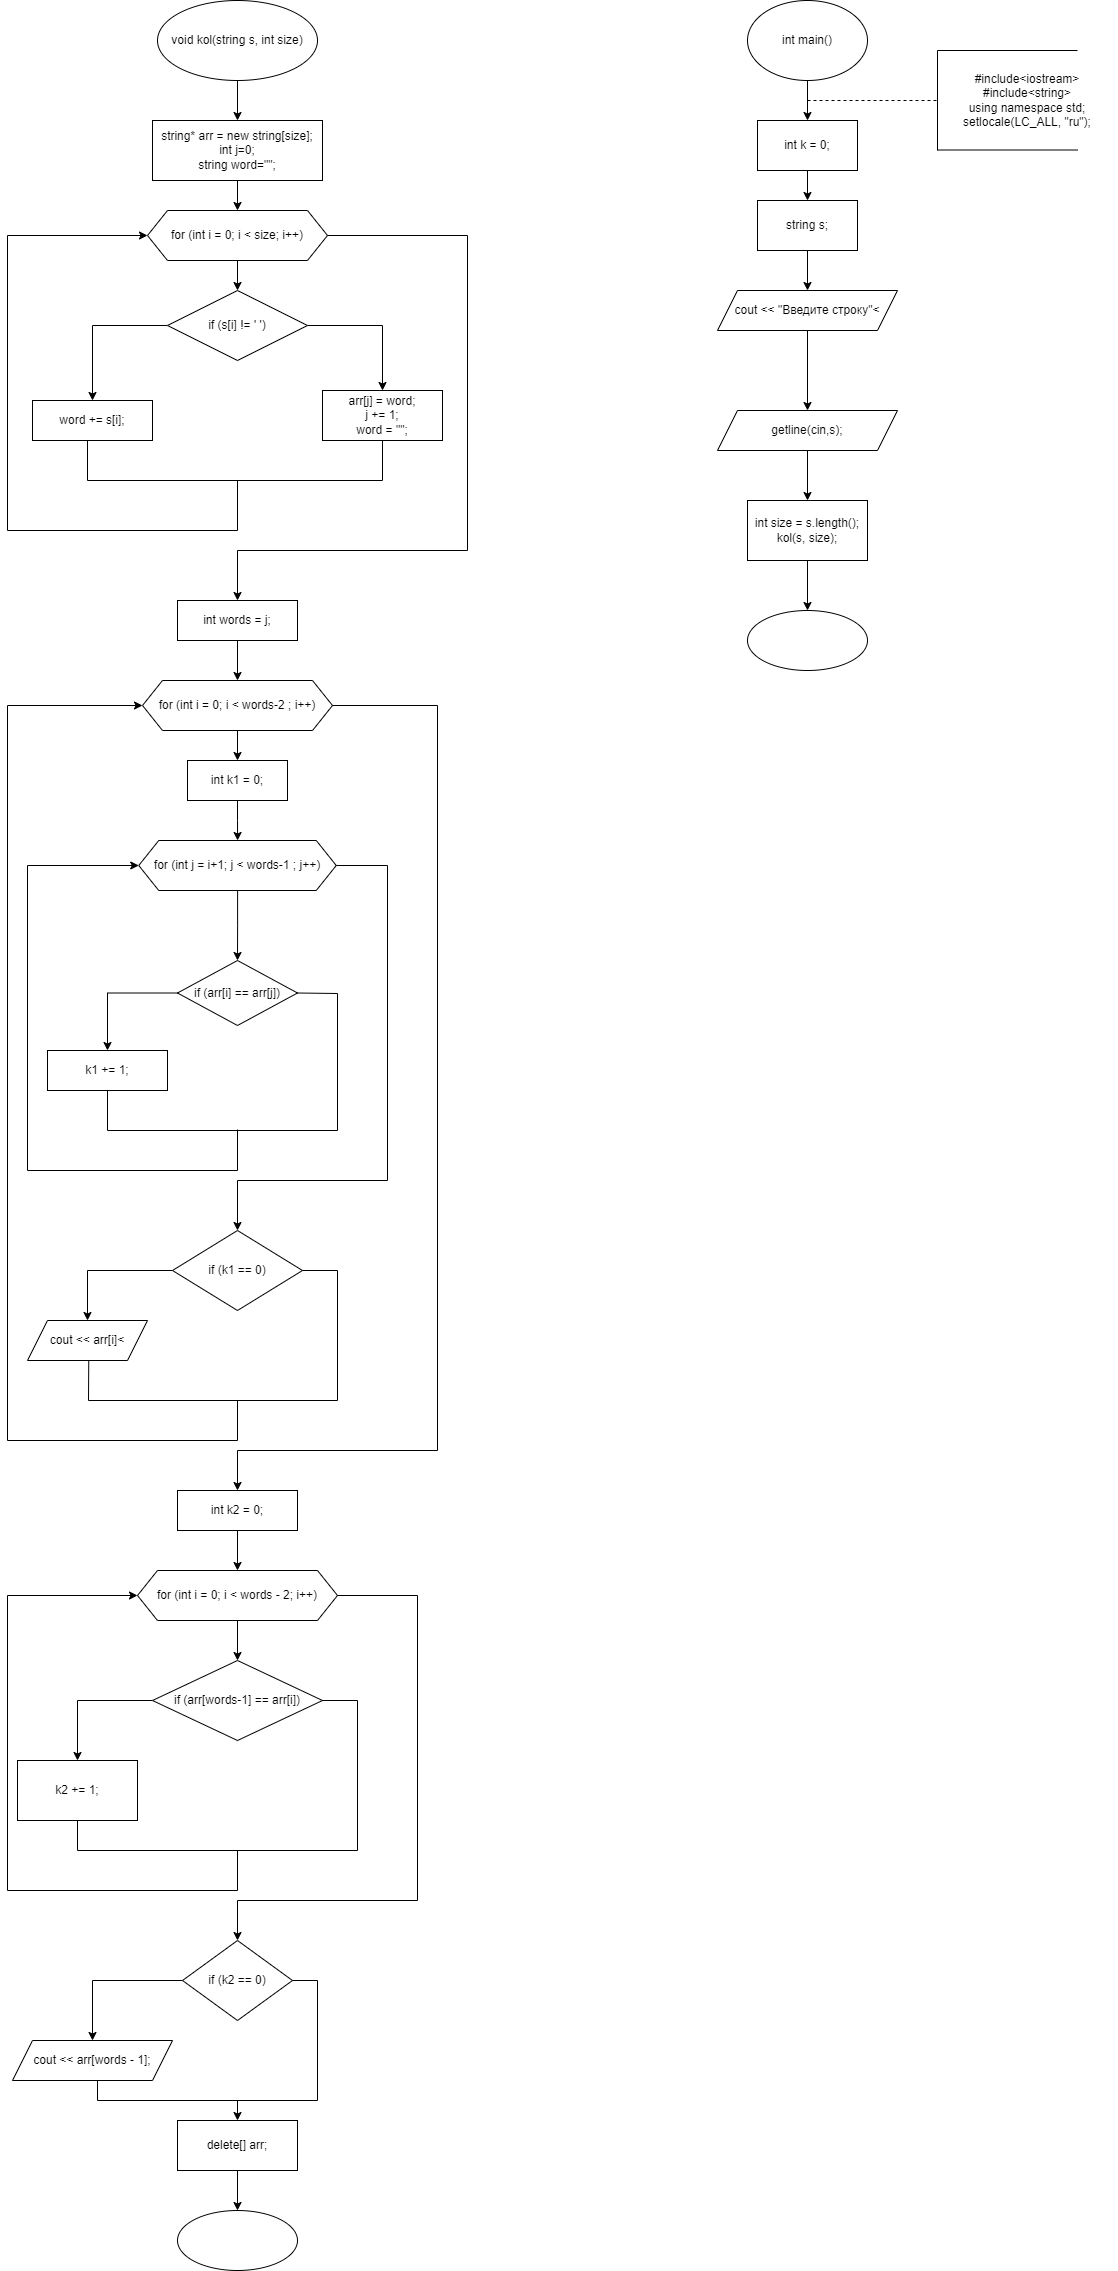 void kol(string s, int size)
string* arr = new string[size];
int j=0;
string word="";
for (int i = 0; i < size; i++)
if (s[i] != ' ')
word += s[i];
arr[j] = word;
j += 1;
word = "";
int words = j;
for (int i = 0; i < words-2 ; i++)
int k1 = 0;
for (int j = i+1; j < words-1 ; j++)
if (arr[i] == arr[j])
k1 += 1;
if (k1 == 0)
cout << arr[i]<
int k2 = 0;
for (int i = 0; i < words - 2; i++)
if (arr[words-1] == arr[i])
k2 += 1;
if (k2 == 0)
cout << arr[words - 1];
delete[] arr;
int main()
#include<iostream>
#include<string>
using namespace std;
setlocale(LC_ALL, "ru");
int k = 0;
string s;
cout << "Введите строку"<
getline(cin,s);
int size = s.length();
kol(s, size);